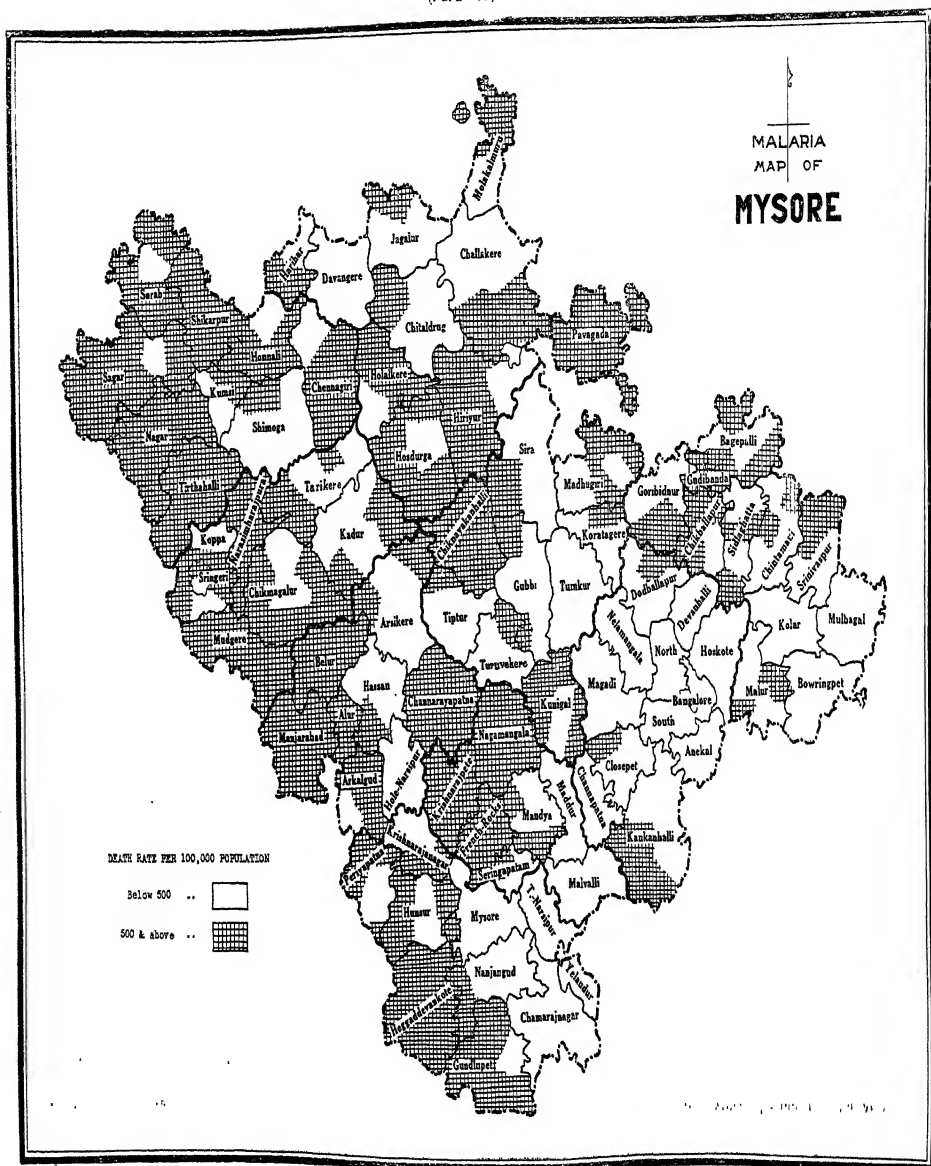 MALARIA
MAP OF
MYSORE
Molakalmuru
Jagalur
Harihar
Davangere
Challakere
Sorab
Shikarpur
Honnali
Chitaldrug
Pavagada
Sagar
Kumsi
Chennagiri
Holalkere
Hiriyur
Shimoga
Nagar
Hosdurga
Sira
Bagepalli
Tirthahalli
Narasimharajapura
Tarikere
Madhugiri
Goribidnur
Gudibanda
Chikballapur
Sidlaghatta
Chintamani
Srinivaspur
Koppa
Kadur
Chiknayakanhalli
Koratagere
Sringeri
Chikmagalur
Gubbi
Tumkur
Dodballapur
Devanhalli
Mudgere
Arsikere
Tiptur
Nelamangala
North
Hoskote
Kolar
Mulbagal
Belur
Turuvekere
Hassan
Channarayapatna
Kunigal
Magadi
Bangalore
Malur
Bowringpet
Manjarabad
Alur
Nagamangala
South
Anekal
Arkalgud
Hole-Narsipur
Krishnarajpete
Closepet
Maddur
Channapatna
French-Rocks
Mandya
Kankanhalli
Krishnarajanagar
Periyapatna
Seringapatam
Malvalli
Hunsur
Mysore
T.-Narsipur
Nanjangud
Yelandur
Heggaddevankote
Chamarajnagar
Gundlupet
DEATH RATE PER 100,000 POPULATION
Below 500 ..
500 & above ..